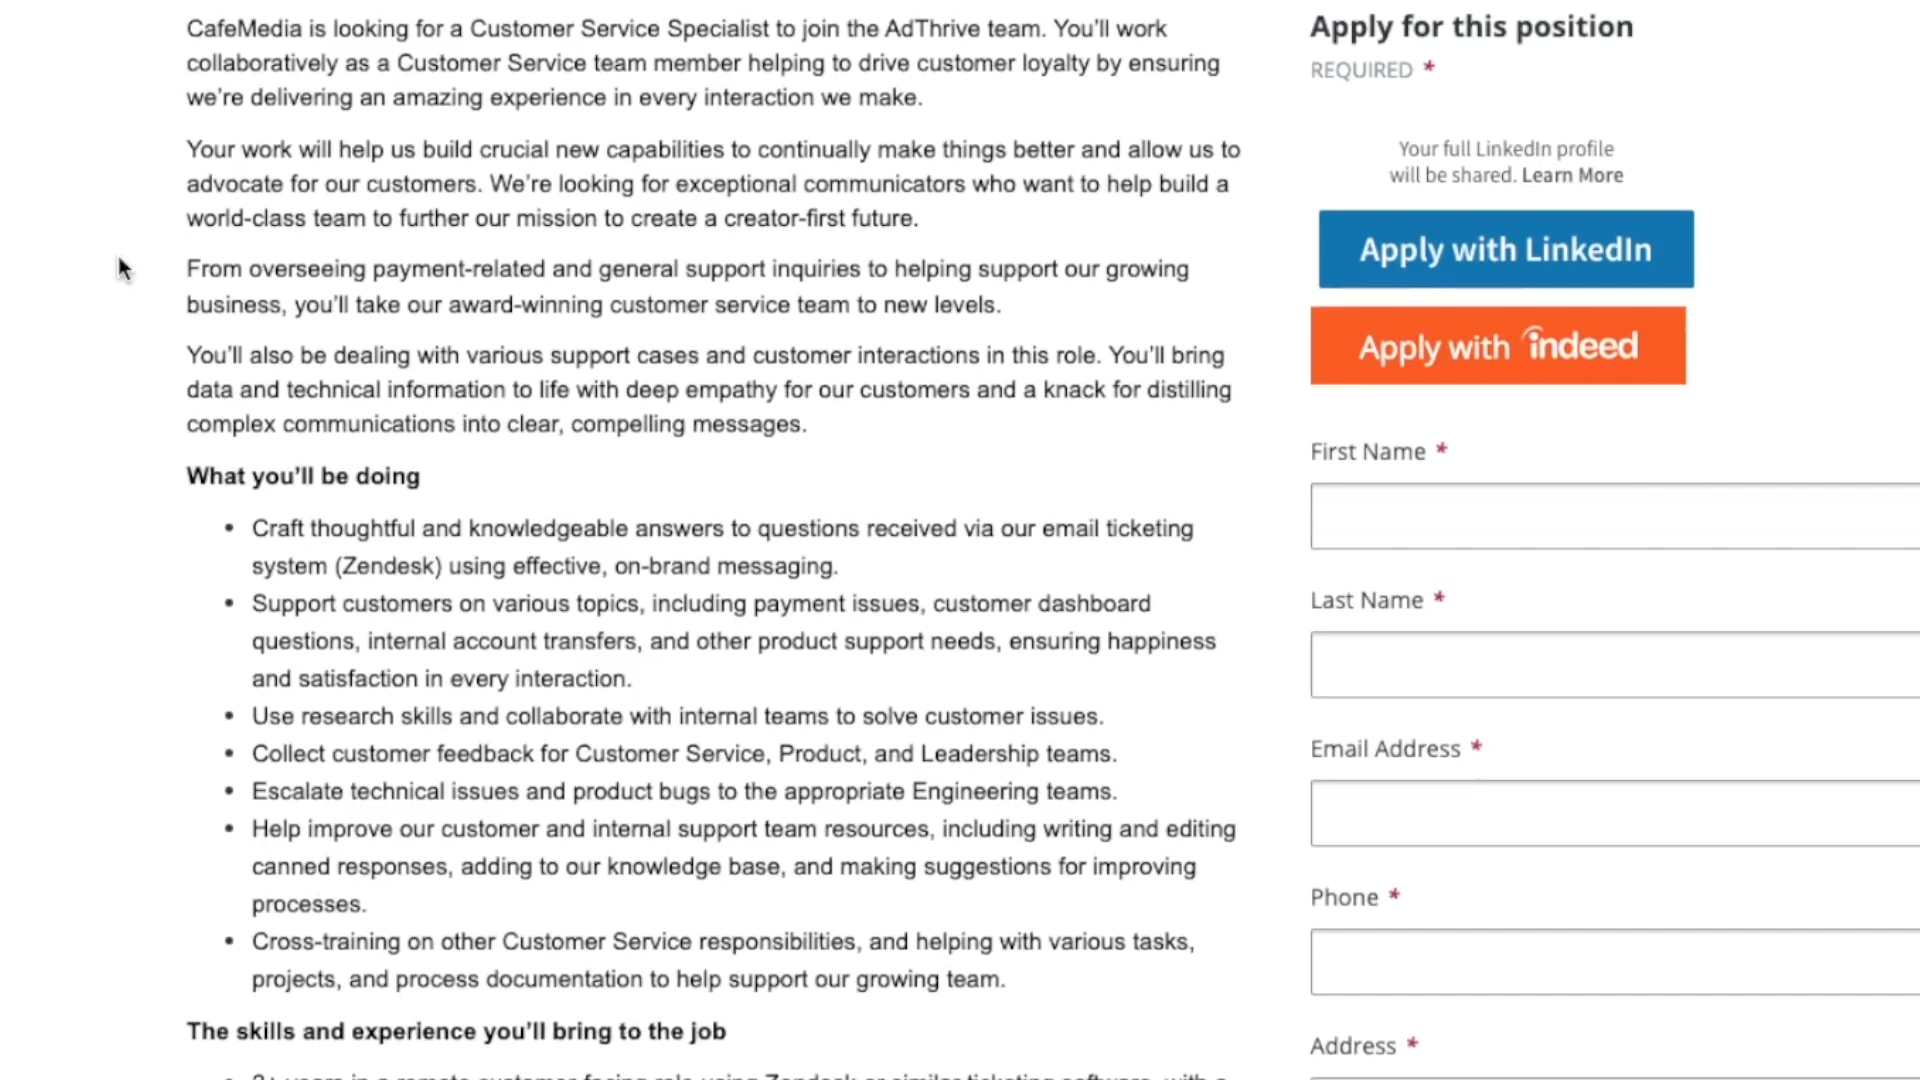 CafeMedia is looking for a Customer Service Specialist to join the AdThrive team. You’ll work
collaboratively as a Customer Service team member helping to drive customer loyalty by ensuring
we’re delivering an amazing experience in every interaction we make.
Your work will help us build crucial new capabilities to continually make things better and allow us to
advocate for our customers. We’re looking for exceptional communicators who want to help build a
world-class team to further our mission to create a creator-first future.
From overseeing payment-related and general support inquiries to helping support our growing
business, you’ll take our award-winning customer service team to new levels.
You’ll also be dealing with various support cases and customer interactions in this role. You’ll bring
data and technical information to life with deep empathy for our customers and a knack for distilling
complex communications into clear, compelling messages.
What you’ll be doing
• Craft thoughtful and knowledgeable answers to questions received via our email ticketing
system (Zendesk) using effective, on-brand messaging.
• Support customers on various topics, including payment issues, customer dashboard
questions, internal account transfers, and other product support needs, ensuring happiness
and satisfaction in every interaction.
• Use research skills and collaborate with internal teams to solve customer issues.
• Collect customer feedback for Customer Service, Product, and Leadership teams.
• Escalate technical issues and product bugs to the appropriate Engineering teams.
• Help improve our customer and internal support team resources, including writing and editing
canned responses, adding to our knowledge base, and making suggestions for improving
processes.
• Cross-training on other Customer Service responsibilities, and helping with various tasks,
projects, and process documentation to help support our growing team.
The skills and experience you’ll bring to the job
Apply for this position
REQUIRED *
Your full LinkedIn profile
will be shared. Learn More
Apply with LinkedIn
Apply with indeed
First Name *
Last Name *
Email Address *
Phone *
Address *